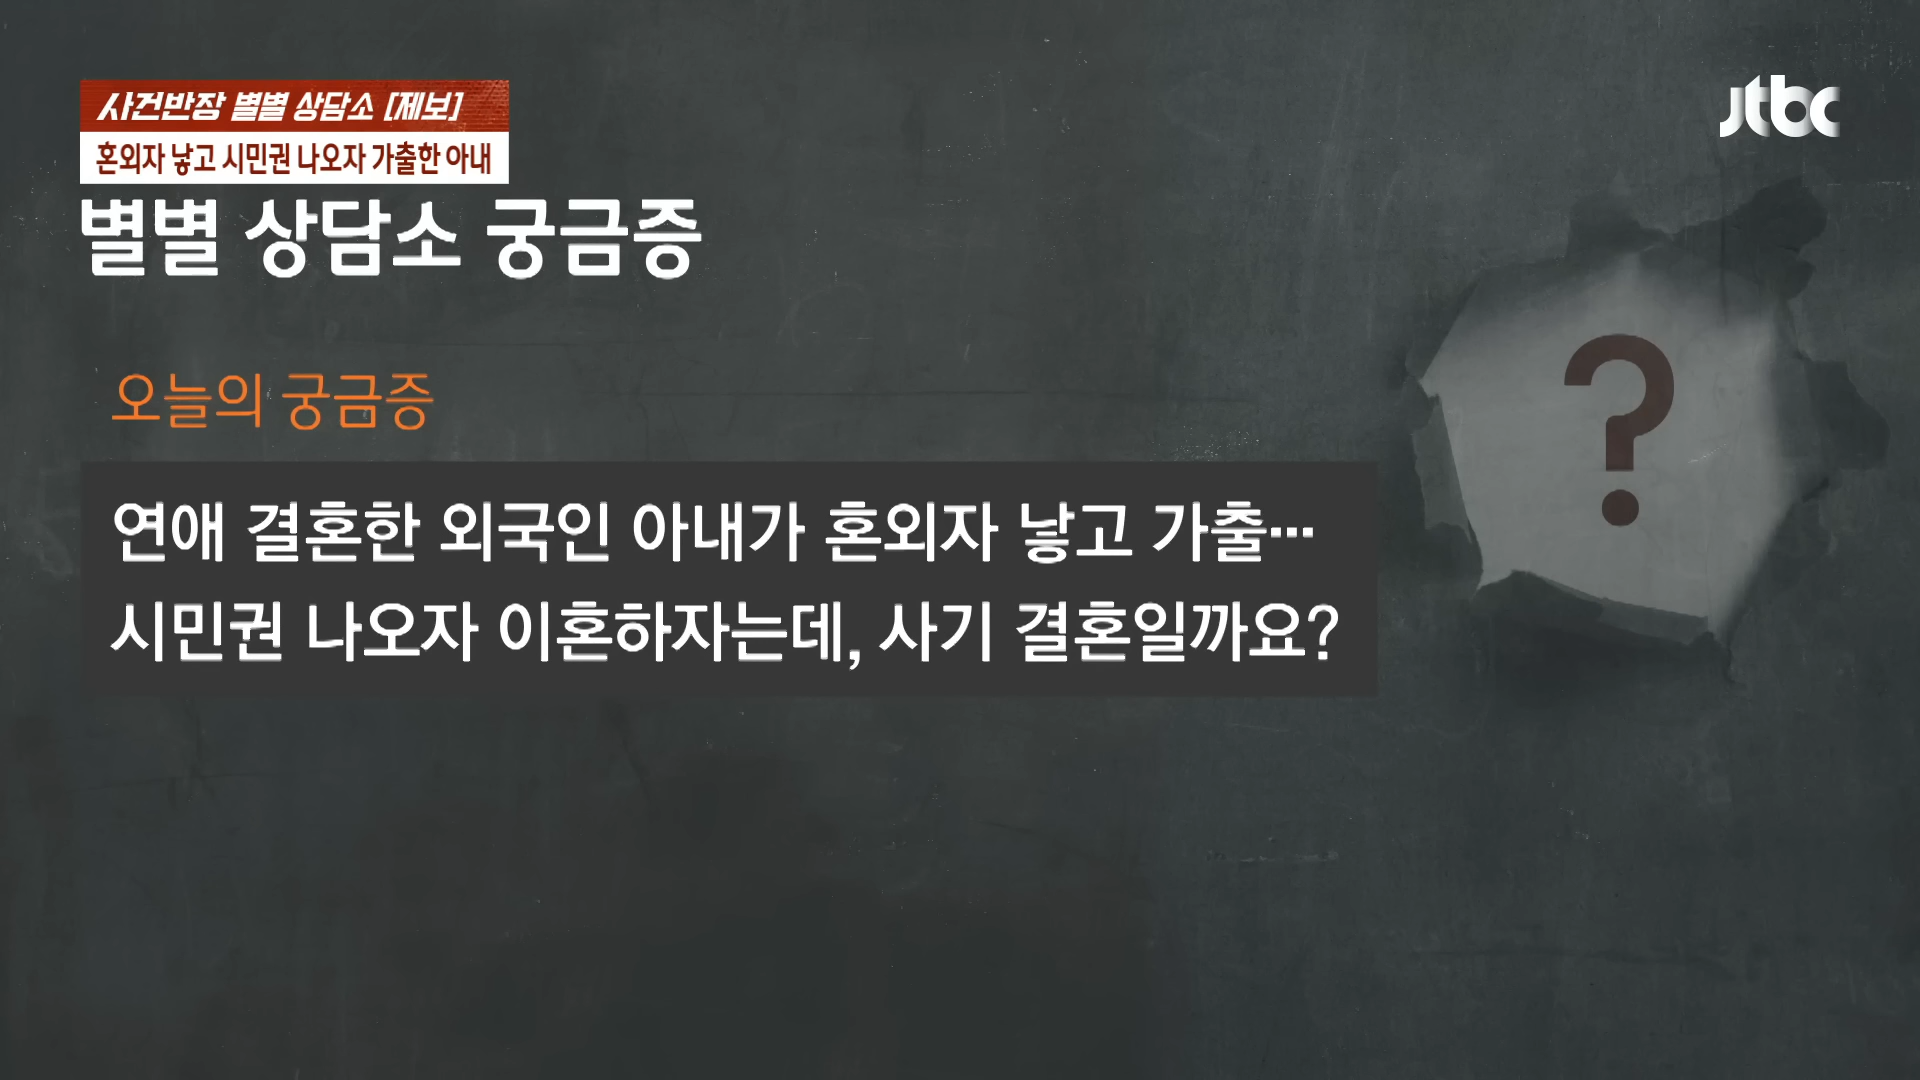 사건반장 별별 상담소 [제보]
jtbc
혼외자 낳고 시민권 나오자 가출한 아내
별별 상담소 궁금증
오늘의 궁금증
?
연애 결혼한 외국인 아내가 혼외자 낳고 가출…
시민권 나오자 이혼하자는데, 사기 결혼일까요?